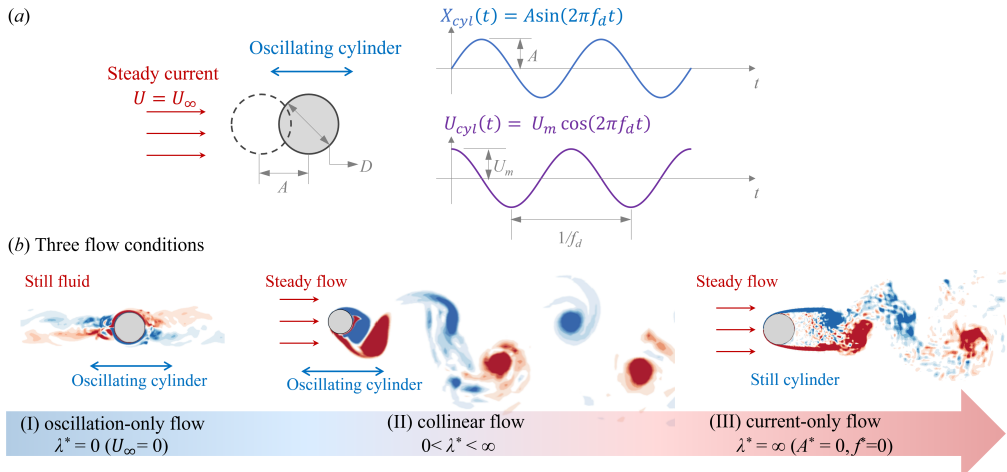 (a)
Oscillating cylinder
Steady current
U = U∞
A
D
X_cyl(t) = Asin(2πf_d t)
A
t
U_cyl(t) = U_m cos(2πf_d t)
U_m
t
1/f_d
(b) Three flow conditions
Still fluid
Oscillating cylinder
Steady flow
Oscillating cylinder
Steady flow
Still cylinder
(I) oscillation-only flow
λ* = 0 (U∞ = 0)
(II) collinear flow
0< λ* < ∞
(III) current-only flow
λ* = ∞ (A* = 0, f*=0)